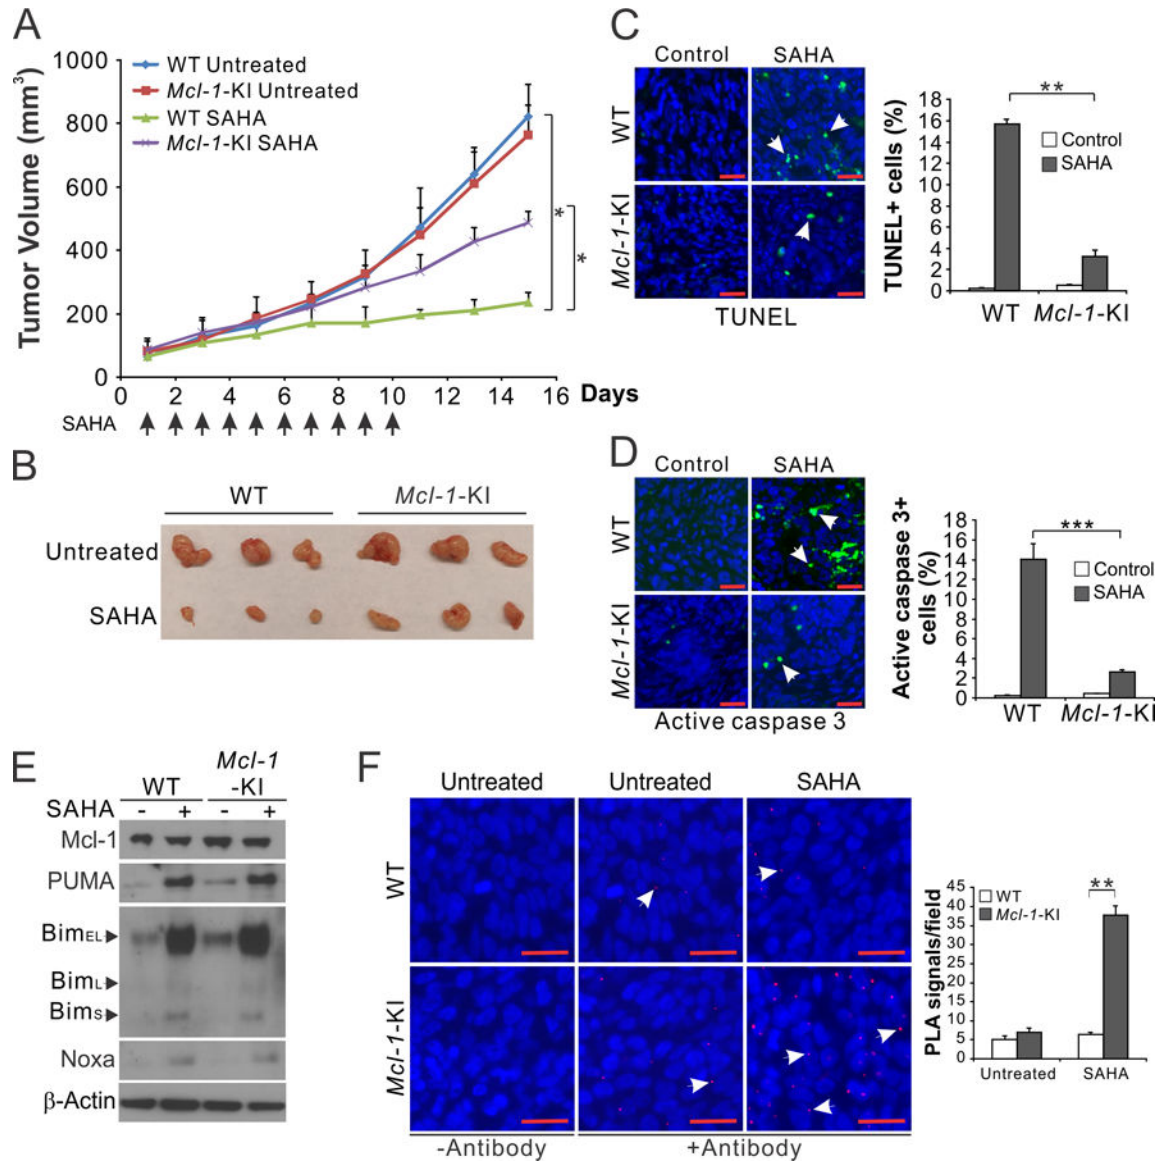 A
1000
800
600
400
200
0
Tumor Volume (mm³)
WT Untreated
Mcl-1-KI Untreated
WT SAHA
Mcl-1-KI SAHA
*
*
0 2 4 6 8 10 12 14 16 Days
SAHA
B
WT Mcl-1-KI
Untreated
SAHA
C
Control SAHA
WT
Mcl-1-KI
TUNEL
TUNEL+ cells (%)
18
16
14
12
10
8
6
4
2
0
**
Control
SAHA
WT Mcl-1-KI
D
Control SAHA
WT
Mcl-1-KI
Active caspase 3
Active caspase 3+
cells (%)
18
16
14
12
10
8
6
4
2
0
***
Control
SAHA
WT Mcl-1-KI
E
WT Mcl-1
-KI
SAHA - + - +
Mcl-1
PUMA
BimEL
BimL
BimS
Noxa
β-Actin
F
Untreated Untreated SAHA
WT
Mcl-1-KI
-Antibody +Antibody
PLA signals/field
45
40
35
30
25
20
15
10
5
0
WT
Mcl-1-KI
**
Untreated SAHA